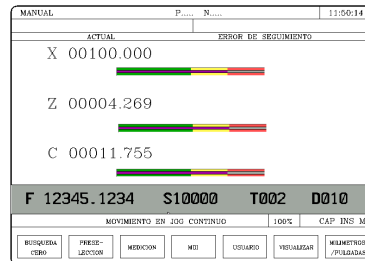 MANUAL P..... N..... 11:50:14
ACTUAL ERROR DE SEGUIMIENTO
X 00100.000
Z 00004.269
C 00011.755
F 12345.1234 S10000 T002 D010
MOVIMIENTO EN JOG CONTINUO 100% CAP INS M
BUSQUEDA CERO
PRESE- LECCION
MEDICION
MDI
USUARIO
VISUALIZAR
MILIMETROS /PULGADAS